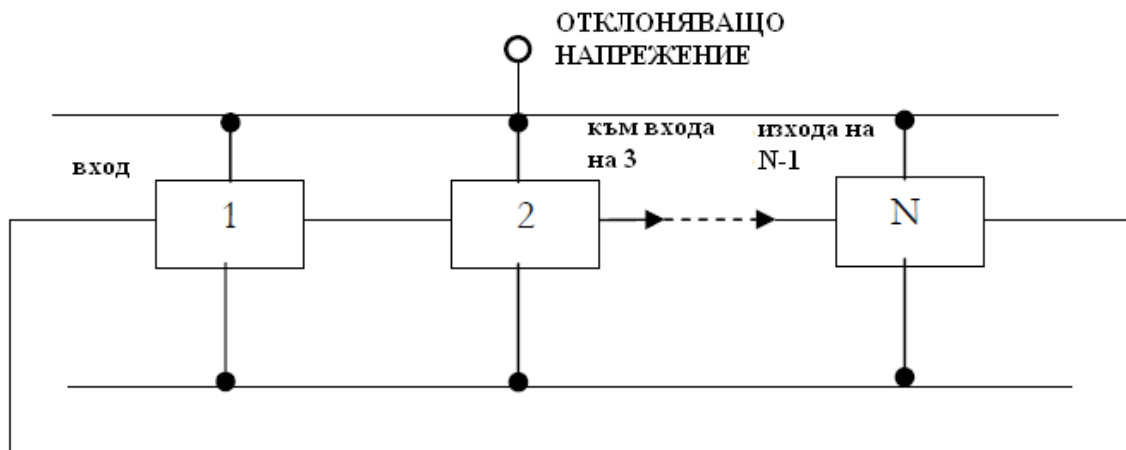 ОТКЛОНЯВАЩО
НАПРЕЖЕНИЕ
вход
към входа
на 3
изхода на
N-1
1
2
N